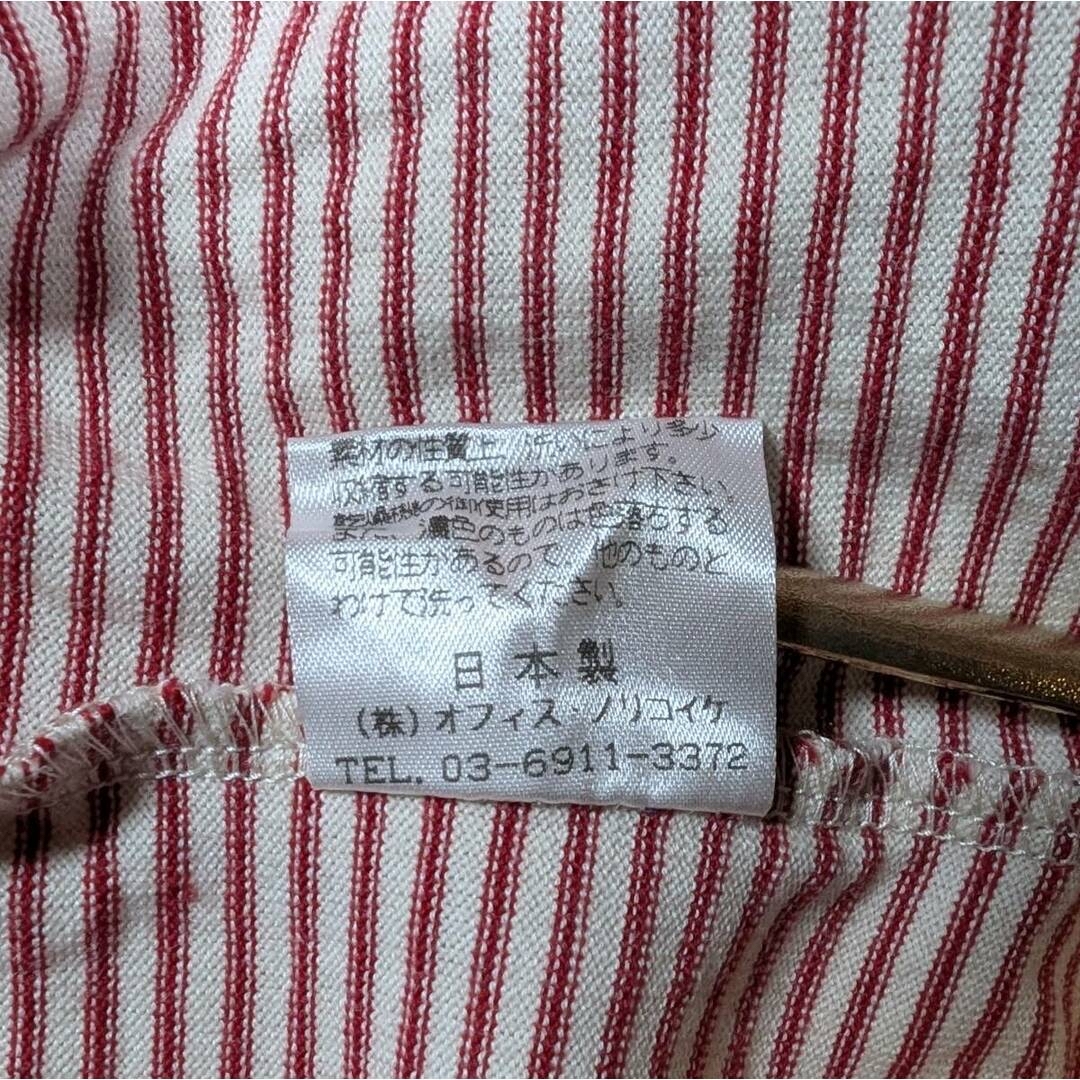 素材の性質上、洗いにより多少
収縮する可能性があります。
乾燥機の御使用はおさけ下さい。
また、濃色のものは色落ちする
可能性があるので、他のものと
わけて洗ってください。
日本製
(株)オフィス・ノリコイケ
TEL. 03-6911-3372